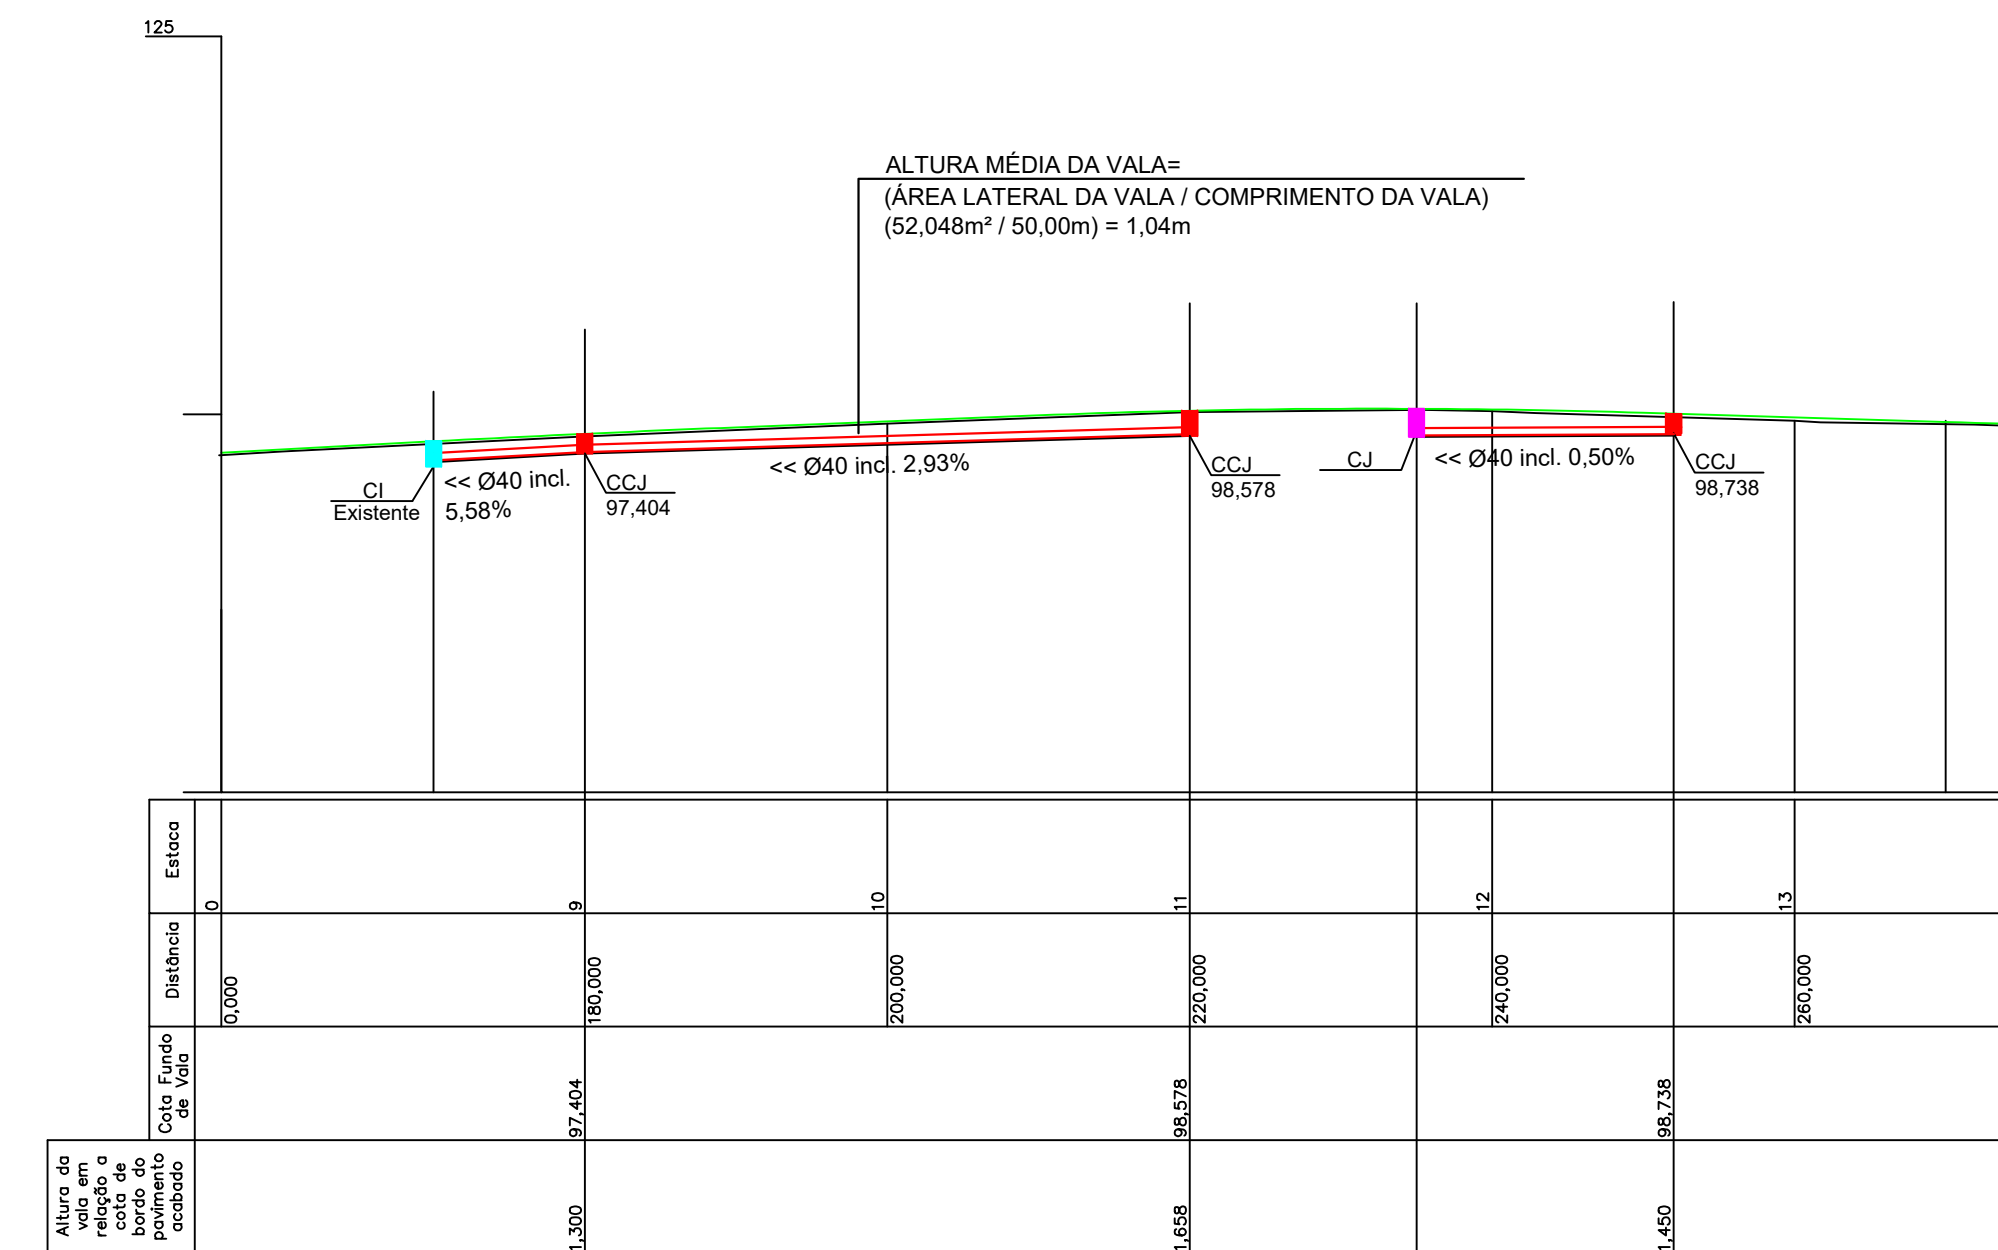 125
ALTURA MÉDIA DA VALA=
(ÁREA LATERAL DA VALA / COMPRIMENTO DA VALA)
(52,048m² / 50,00m) = 1,04m
CI
Existente
<< Ø40 incl.
5,58%
CCJ
97,404
<< Ø40 incl. 2,93%
CCJ
98,578
CJ
<< Ø40 incl. 0,50%
CCJ
98,738
Estaca
0
9
10
11
12
13
Distância
0,000
180,000
200,000
220,000
240,000
260,000
Cota Fundo
de Vala
97,404
98,578
98,738
Altura da
vala em
relação a
cota de
bordo do
pavimento
acabado
1,300
1,658
1,450